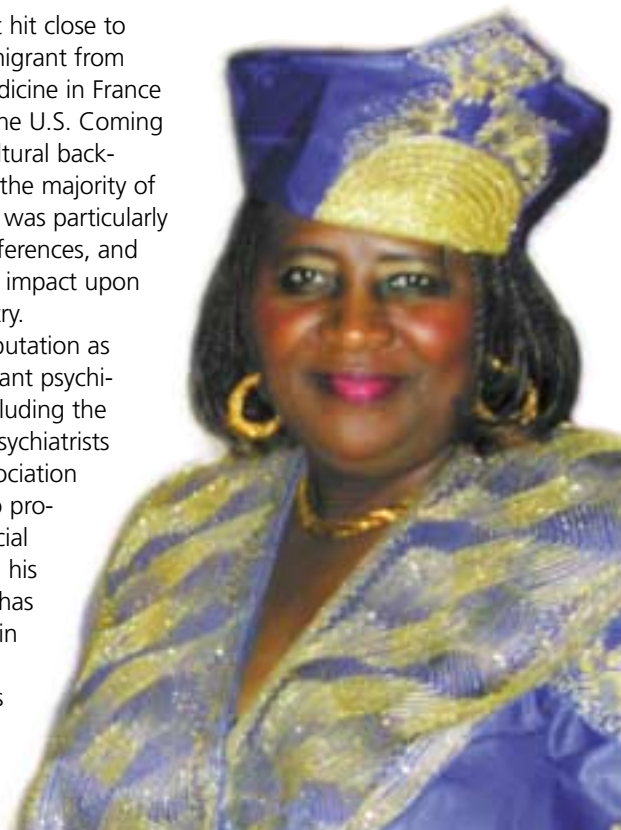 hit close to
migrant from
dicine in France
he U.S. Coming
ltural back-
the majority of
was particularly
ferences, and
impact upon
try.
putation as
ant psychi-
luding the
sychiatrists
ociation
pro-
cial
his
has
in
s